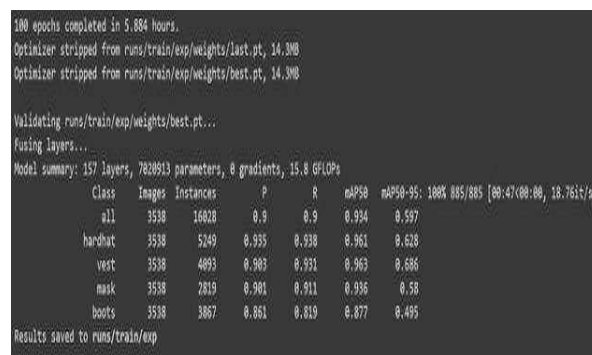 100 epochs completed in 5.884 hours.
Optimizer stripped from runs/train/exp/weights/last.pt, 14.3MB
Optimizer stripped from runs/train/exp/weights/best.pt, 14.3MB
Validating runs/train/exp/weights/best.pt...
Fusing layers...
Model summary: 157 layers, 7020913 parameters, 0 gradients, 15.8 GFLOPs
Class Images Instances P R mAP50 mAP50-95: 100% 885/885 [00:47<00:00, 18.76it/s
all 3538 16028 0.9 0.9 0.934 0.597
hardhat 3538 5249 0.935 0.938 0.961 0.628
vest 3538 4093 0.903 0.931 0.963 0.686
mask 3538 2819 0.901 0.911 0.936 0.58
boots 3538 3867 0.861 0.819 0.877 0.495
Results saved to runs/train/exp